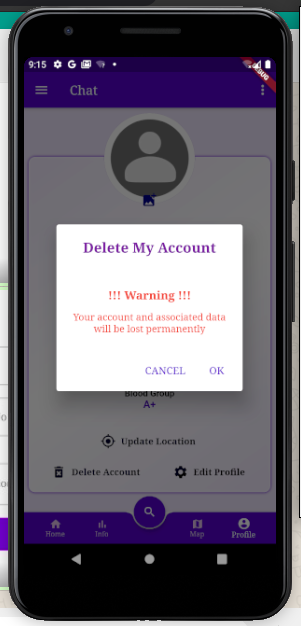 9:15
DEBUG
Chat
Delete My Account
!!! Warning !!!
Your account and associated data
will be lost permanently
CANCEL OK
Blood Group
A+
Update Location
Delete Account Edit Profile
Home Info Map Profile